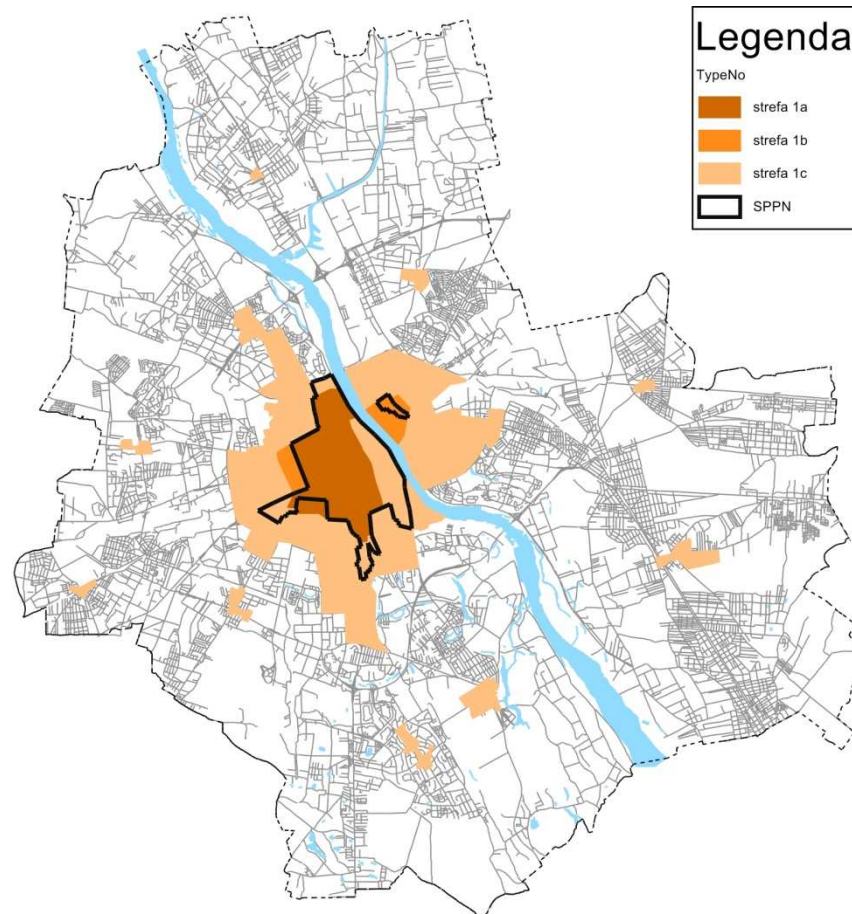 Legenda
TypeNo
strefa 1a
strefa 1b
strefa 1c
SPPN